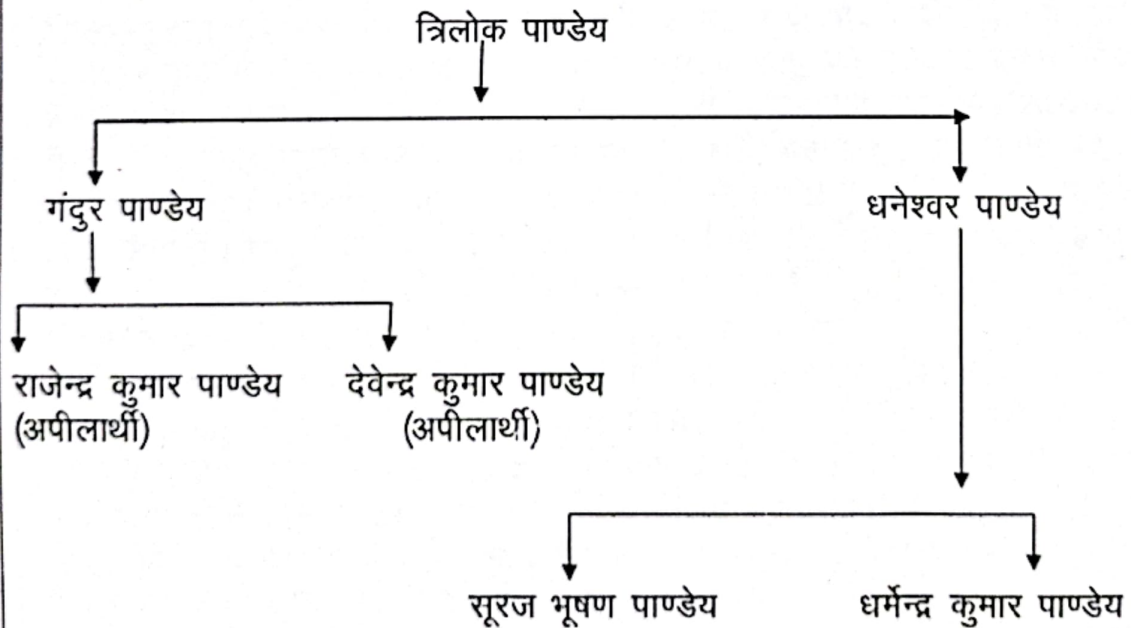 त्रिलोक पाण्डेय
गंदुर पाण्डेय धनेश्वर पाण्डेय
राजेन्द्र कुमार पाण्डेय देवेन्द्र कुमार पाण्डेय
(अपीलार्थी) (अपीलार्थी)
सूरज भूषण पाण्डेय धर्मेन्द्र कुमार पाण्डेय